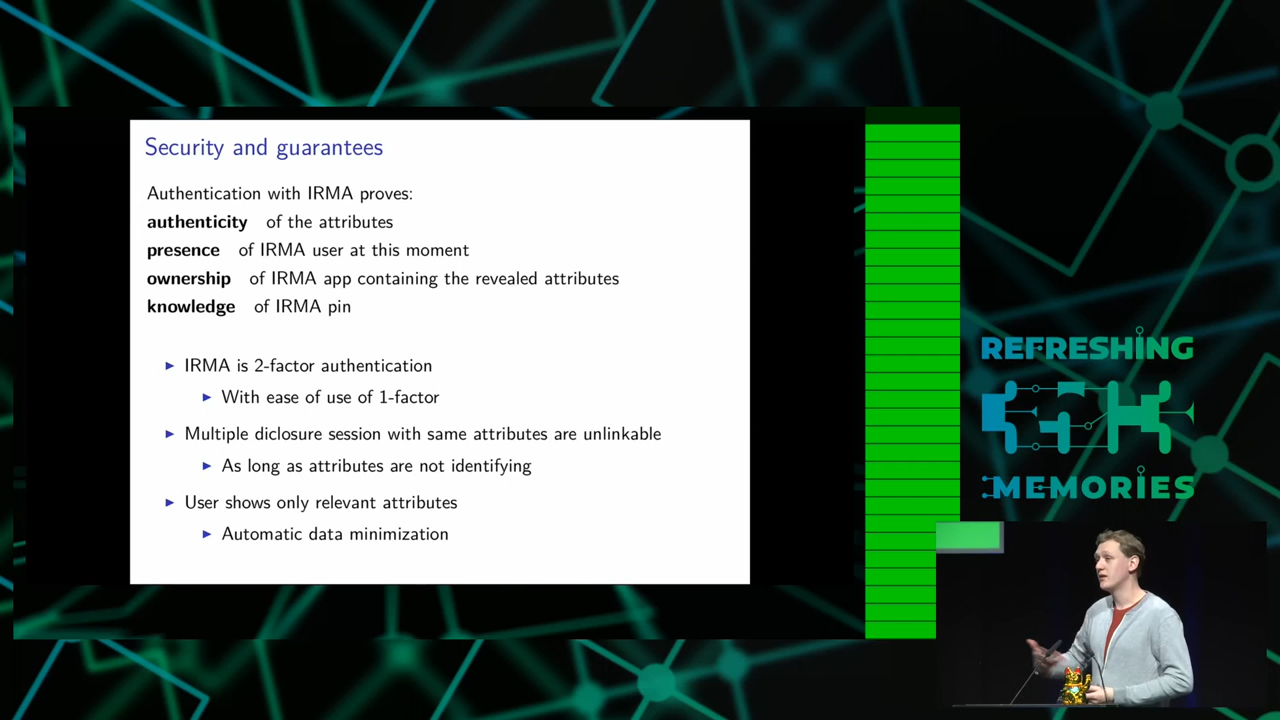 Security and guarantees
Authentication with IRMA proves:
authenticity of the attributes
presence of IRMA user at this moment
ownership of IRMA app containing the revealed attributes
knowledge of IRMA pin
▶ IRMA is 2-factor authentication
▶ With ease of use of 1-factor
▶ Multiple diclosure session with same attributes are unlinkable
▶ As long as attributes are not identifying
▶ User shows only relevant attributes
▶ Automatic data minimization
REFRESHING
MEMORIES